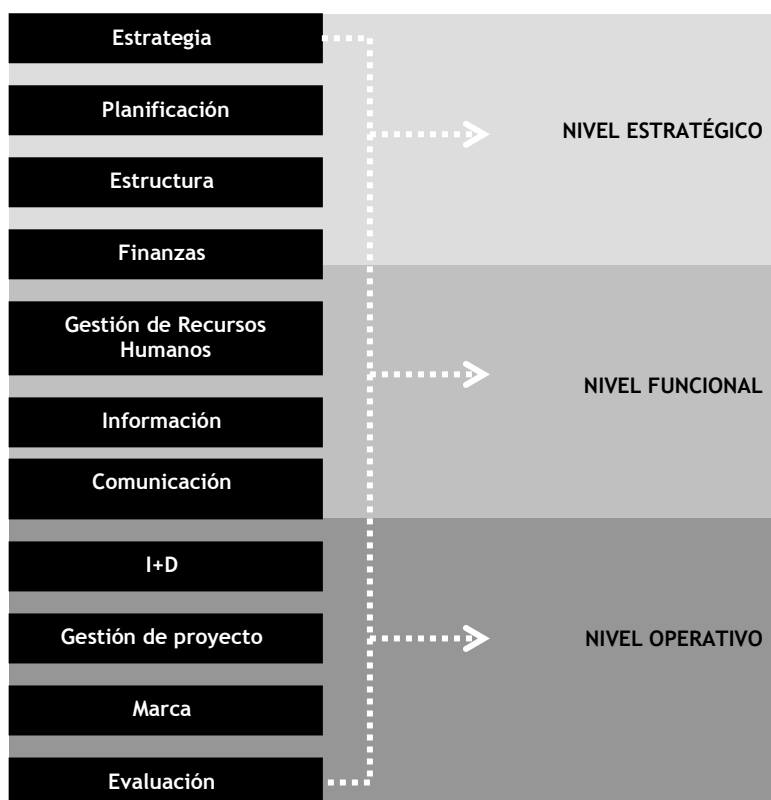 Estrategia
Planificación
NIVEL ESTRATÉGICO
Estructura
Finanzas
Gestión de Recursos
Humanos
NIVEL FUNCIONAL
Información
Comunicación
I+D
Gestión de proyecto
NIVEL OPERATIVO
Marca
Evaluación